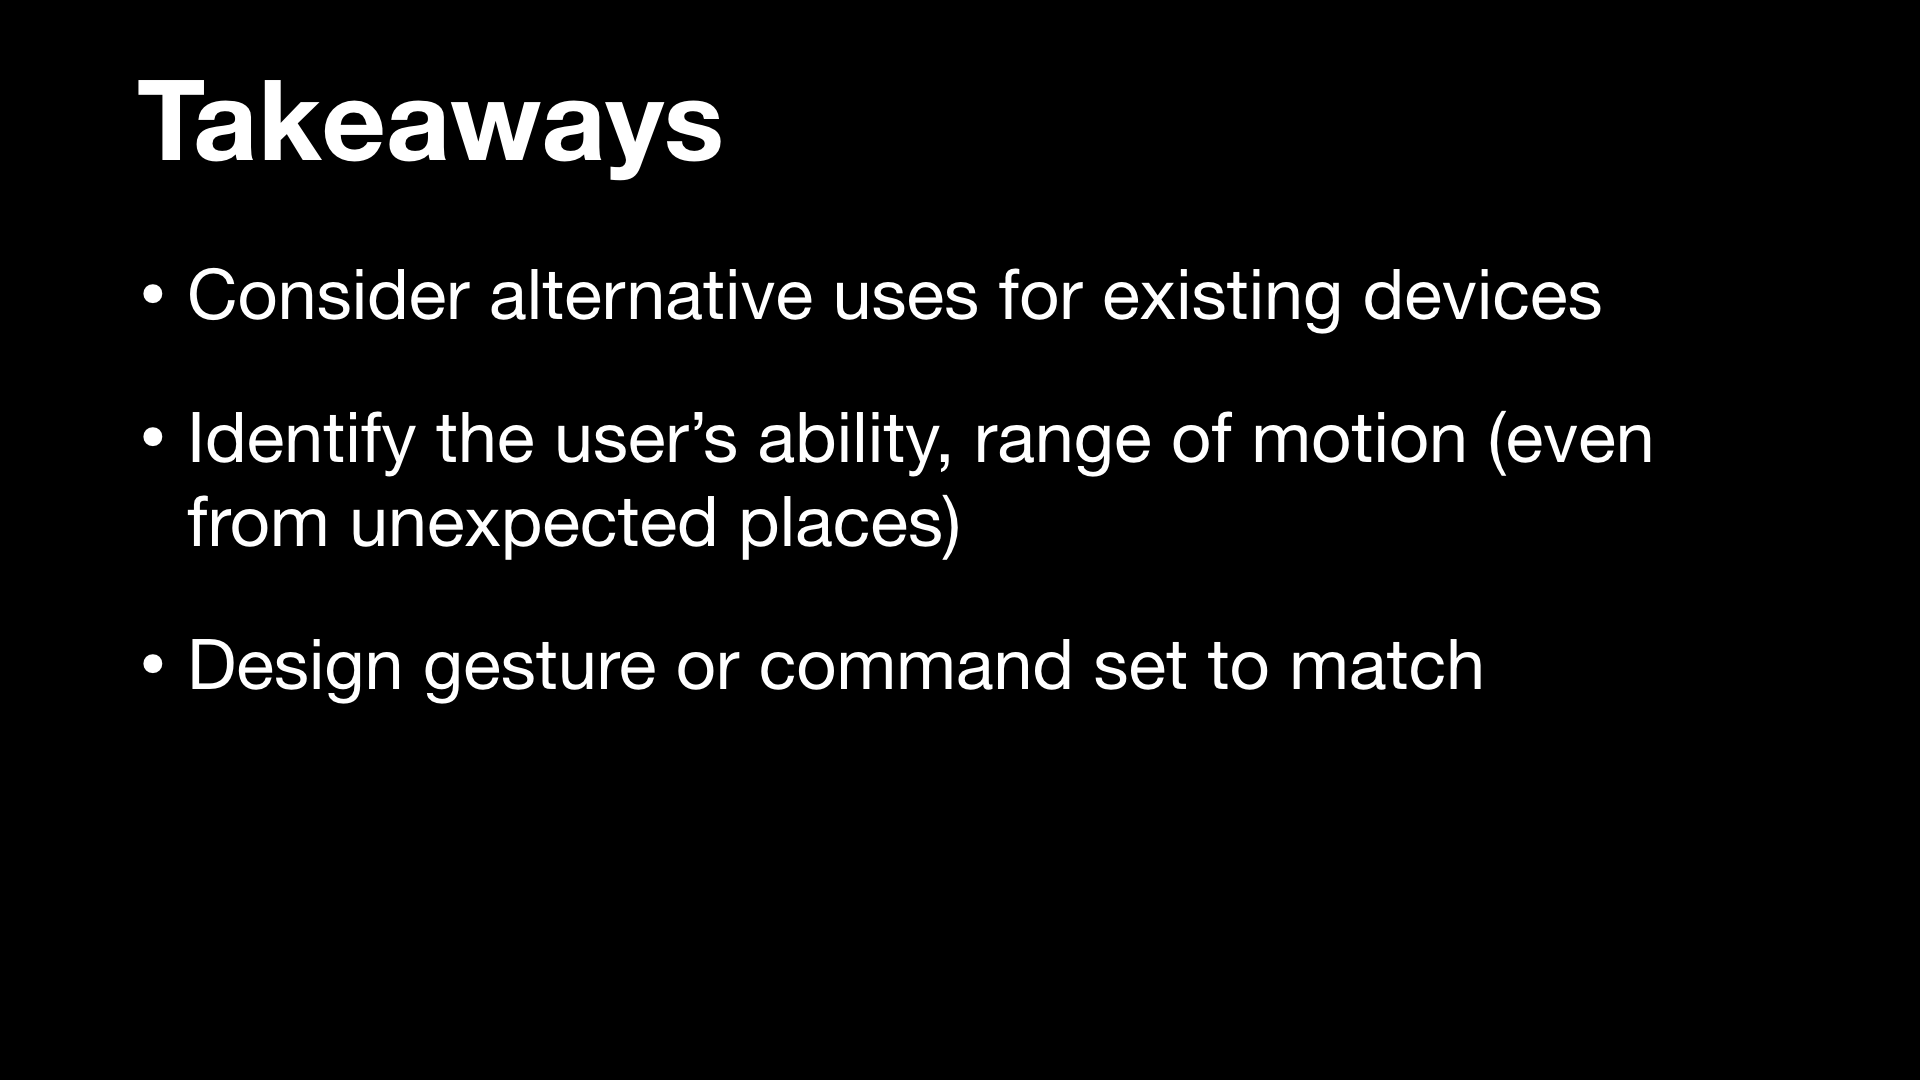 Takeaways
• Consider alternative uses for existing devices
• Identify the user’s ability, range of motion (even
from unexpected places)
• Design gesture or command set to match